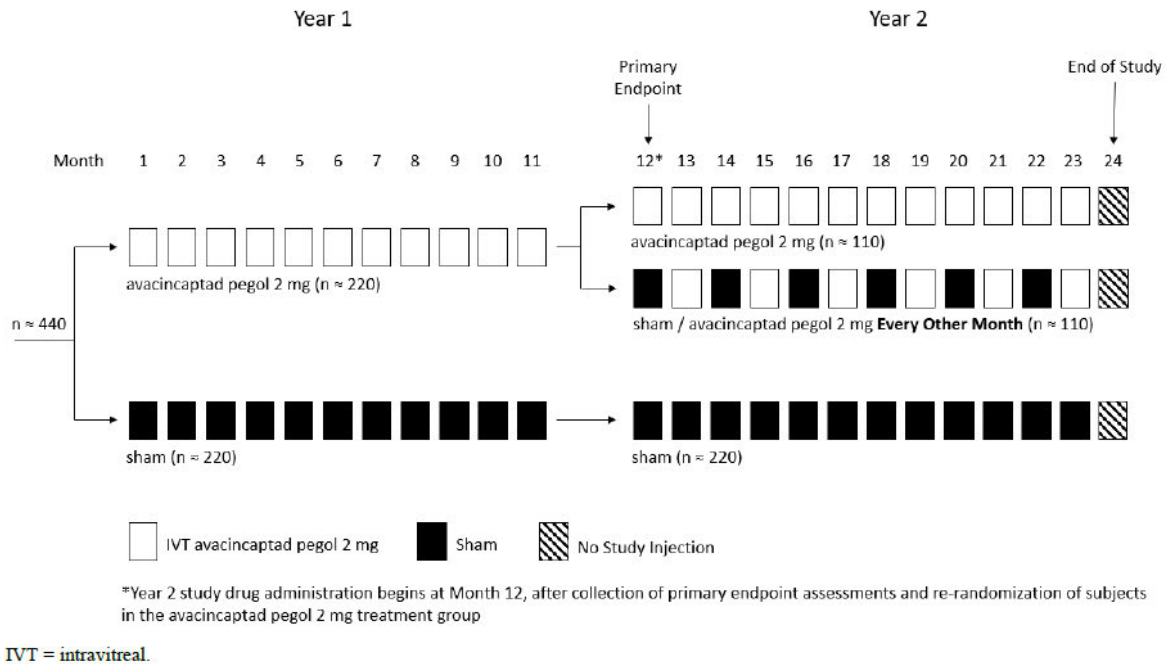 Year 1
Year 2
Primary
Endpoint
End of Study
Month 1 2 3 4 5 6 7 8 9 10 11 12* 13 14 15 16 17 18 19 20 21 22 23 24
avacincaptad pegol 2 mg (n ≈ 110)
avacincaptad pegol 2 mg (n ≈ 220)
n ≈ 440
sham / avacincaptad pegol 2 mg Every Other Month (n ≈ 110)
sham (n ≈ 220)
sham (n ≈ 220)
IVT avacincaptad pegol 2 mg
Sham
No Study Injection
*Year 2 study drug administration begins at Month 12, after collection of primary endpoint assessments and re-randomization of subjects
in the avacincaptad pegol 2 mg treatment group
IVT = intravitreal.